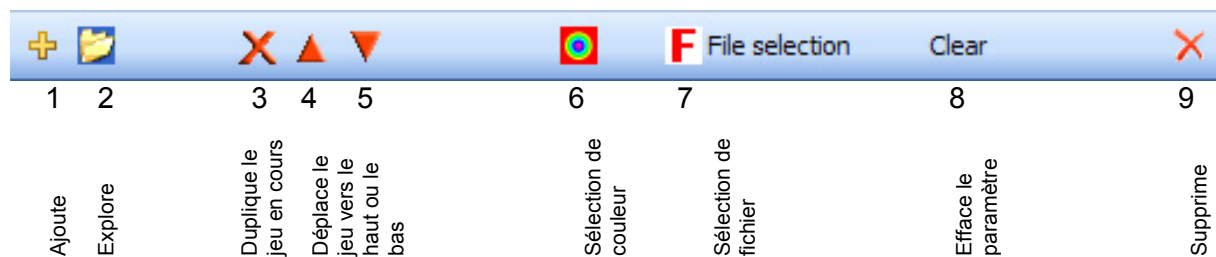 F File selection Clear
1 2 3 4 5 6 7 8 9
Ajoute
Explore
Duplique le
jeu en cours
Déplace le
jeu vers le
haut ou le
bas
Sélection de
couleur
Sélection de
fichier
Efface le
paramètre
Supprime